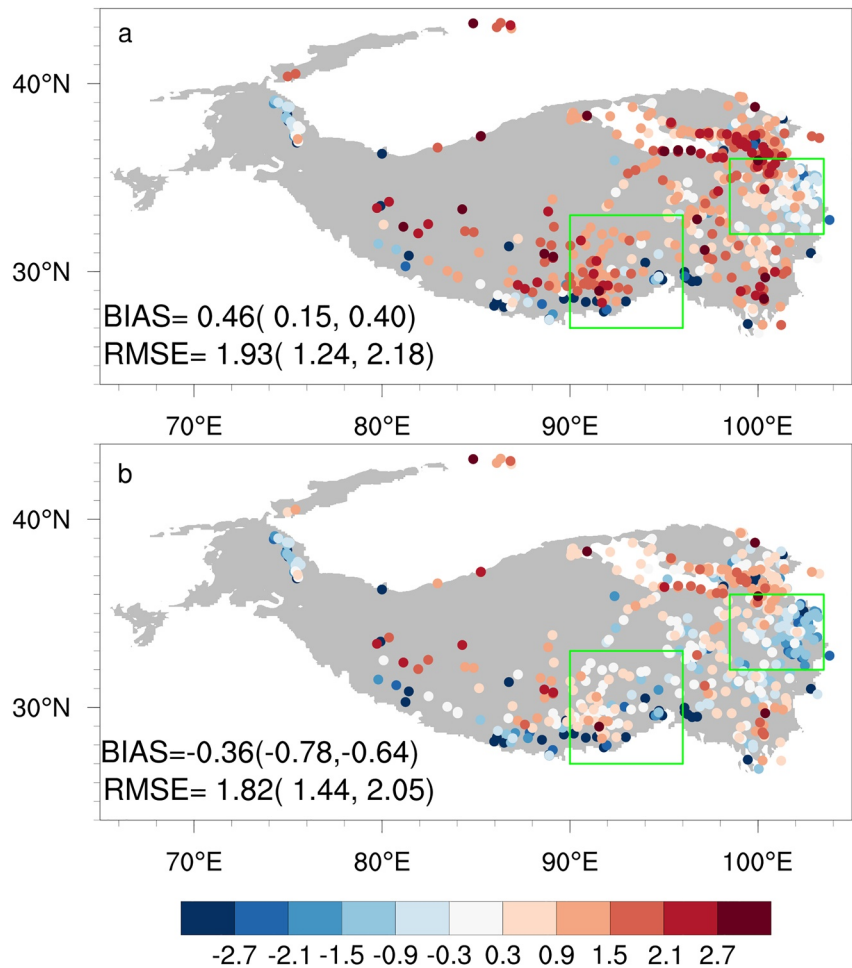 a
40°N
30°N
BIAS= 0.46( 0.15, 0.40)
RMSE= 1.93( 1.24, 2.18)
70°E 80°E 90°E 100°E
b
40°N
30°N
BIAS=-0.36(-0.78,-0.64)
RMSE= 1.82( 1.44, 2.05)
70°E 80°E 90°E 100°E
-2.7 -2.1 -1.5 -0.9 -0.3 0.3 0.9 1.5 2.1 2.7